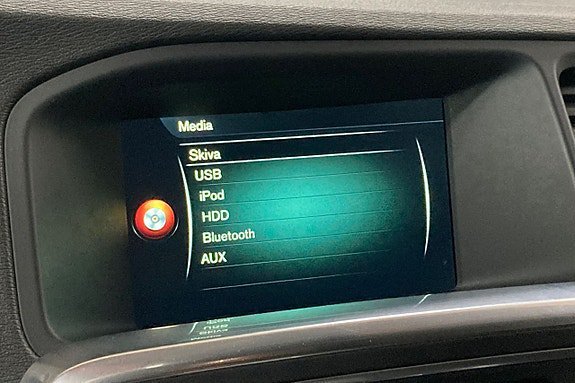 Media
Skiva
USB
iPod
HDD
Bluetooth
AUX